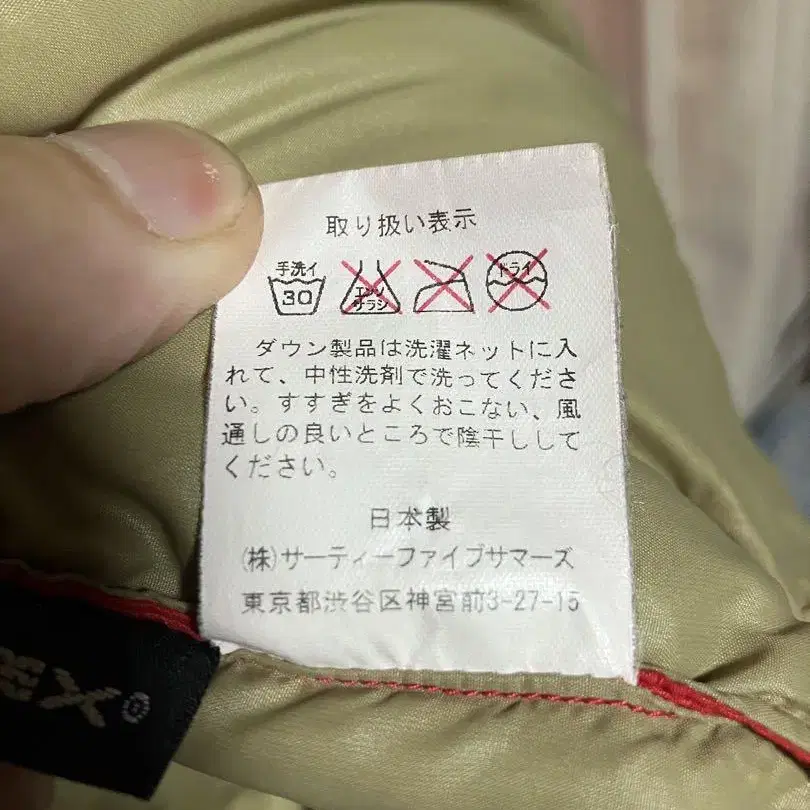 取り扱い表示
手洗イ
30
エンソ
サラシ
ドライ
ダウン製品は洗濯ネットに入
れて、中性洗剤で洗ってくださ
い。すすぎをよくおこない、風
通しの良いところで陰干しして
ください。
日本製
(株)サーティーファイブサマーズ
東京都渋谷区神宮前3-27-15